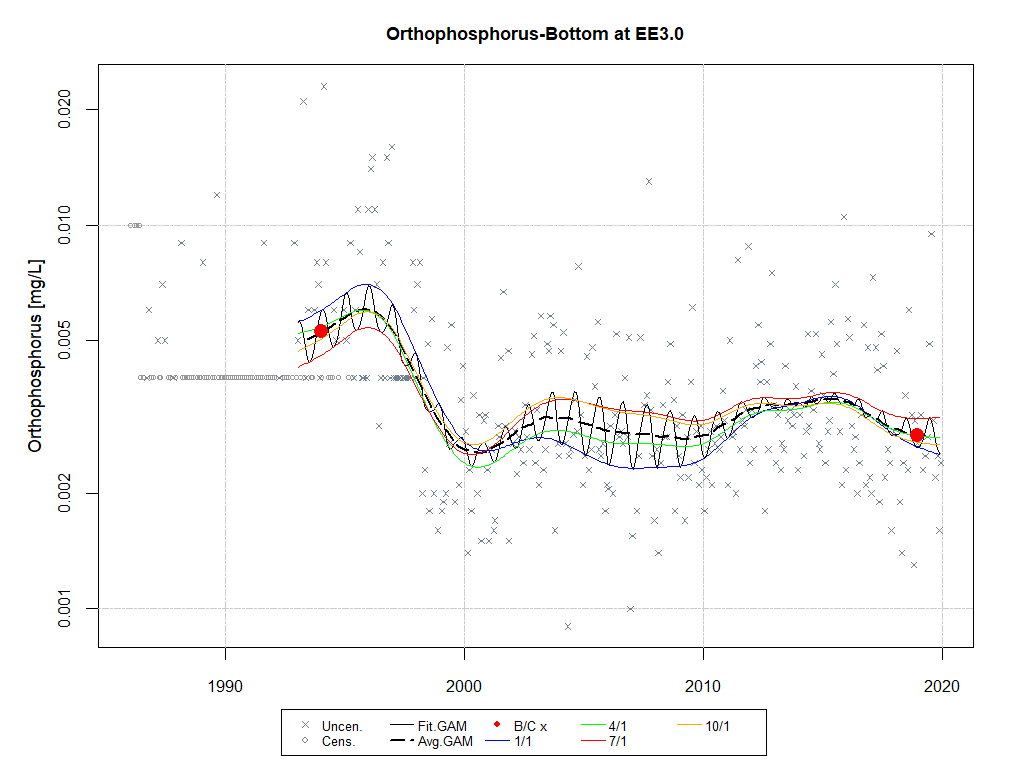 Orthophosphorus-Bottom at EE3.0
Orthophosphorus [mg/L]
0.020
0.010
0.005
0.002
0.001
1990 2000 2010 2020
Uncen. Fit.GAM B/C x 4/1 10/1
Cens. Avg.GAM 1/1 7/1